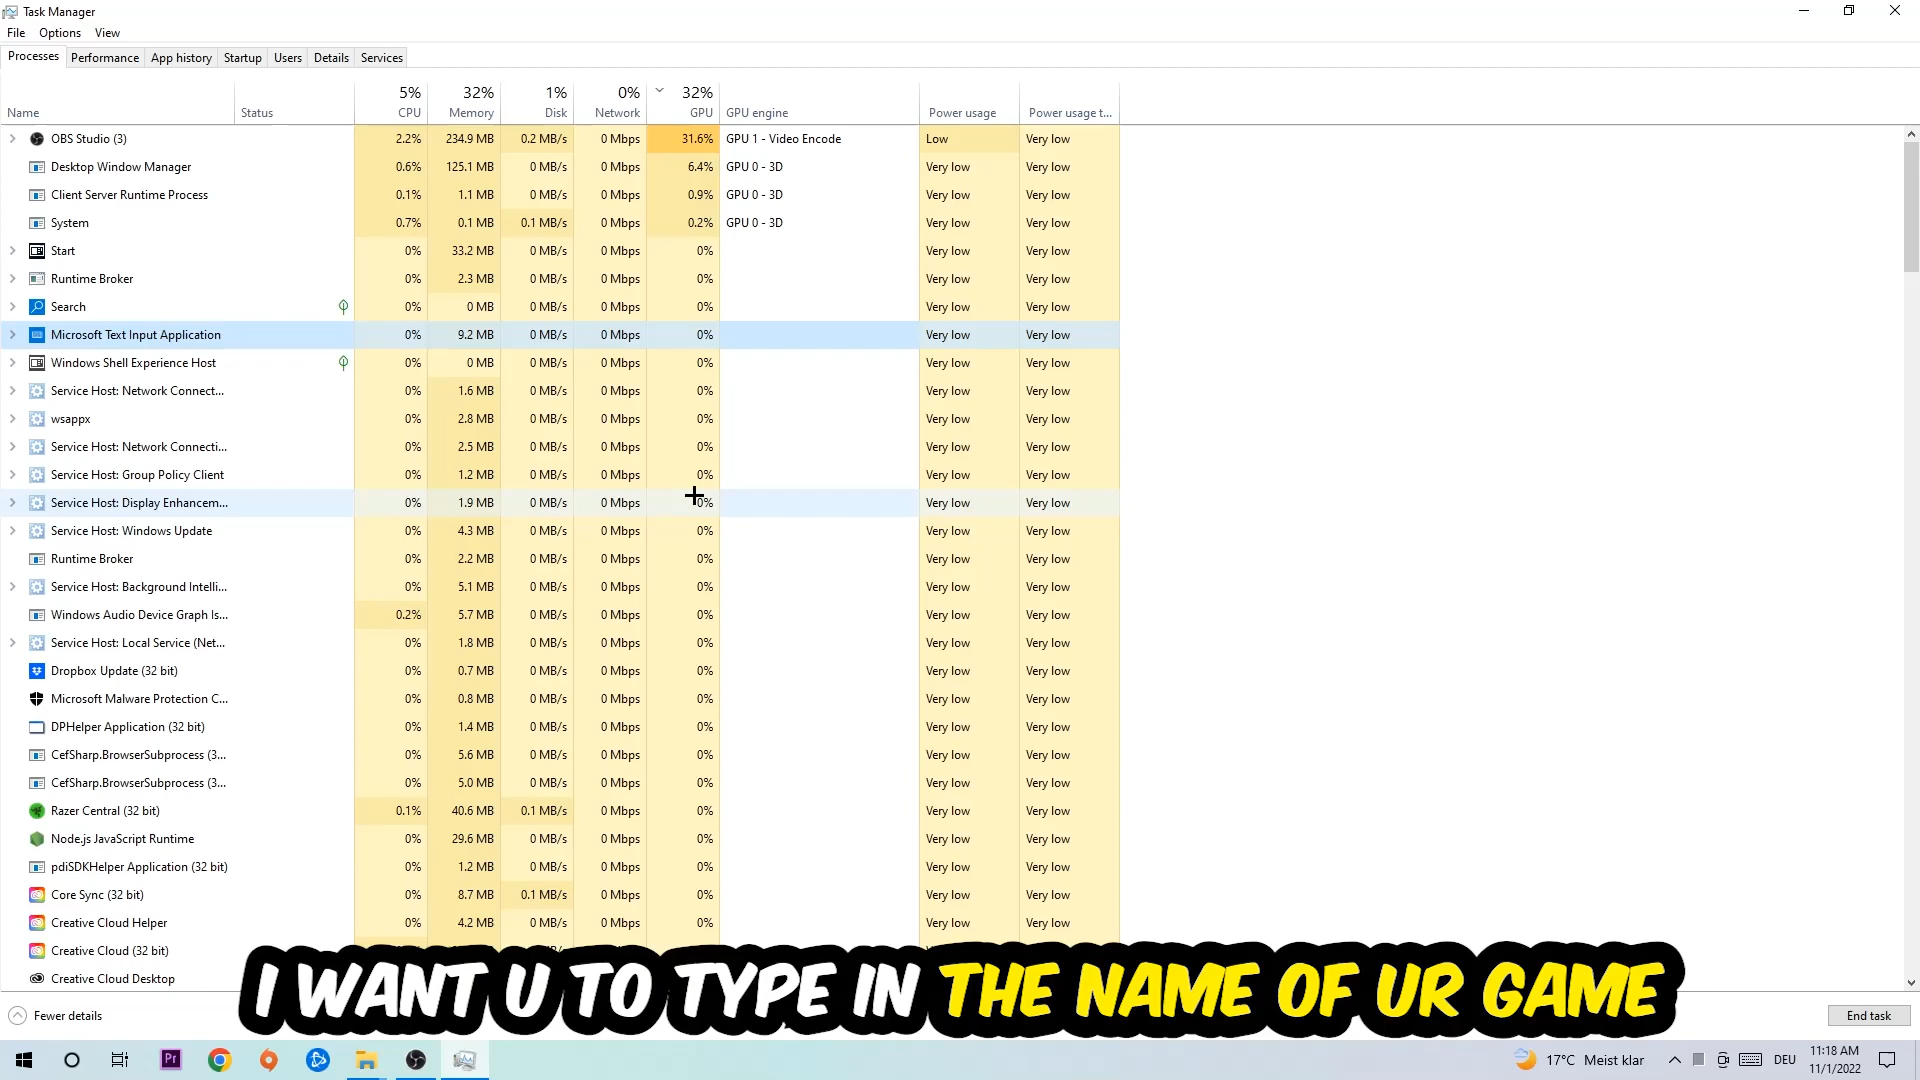 Task Manager
File Options View
Processes Performance App history Startup Users Details Services
5% 32% 1% 0% 32%
Name Status CPU Memory Disk Network GPU GPU engine Power usage Power usage t...
OBS Studio (3) 2.2% 234.9 MB 0.2 MB/s 0 Mbps 31.6% GPU 1 - Video Encode Low Very low
Desktop Window Manager 0.6% 125.1 MB 0 MB/s 0 Mbps 6.4% GPU 0 - 3D Very low Very low
Client Server Runtime Process 0.1% 1.1 MB 0 MB/s 0 Mbps 0.9% GPU 0 - 3D Very low Very low
System 0.7% 0.1 MB 0.1 MB/s 0 Mbps 0.2% GPU 0 - 3D Very low Very low
Start 0% 33.2 MB 0 MB/s 0 Mbps 0% Very low Very low
Runtime Broker 0% 2.3 MB 0 MB/s 0 Mbps 0% Very low Very low
Search 0% 0 MB 0 MB/s 0 Mbps 0% Very low Very low
Microsoft Text Input Application 0% 9.2 MB 0 MB/s 0 Mbps 0% Very low Very low
Windows Shell Experience Host 0% 0 MB 0 MB/s 0 Mbps 0% Very low Very low
Service Host: Network Connect... 0% 1.6 MB 0 MB/s 0 Mbps 0% Very low Very low
wsappx 0% 2.8 MB 0 MB/s 0 Mbps 0% Very low Very low
Service Host: Network Connecti... 0% 2.5 MB 0 MB/s 0 Mbps 0% Very low Very low
Service Host: Group Policy Client 0% 1.2 MB 0 MB/s 0 Mbps 0% Very low Very low
Service Host: Display Enhancem... 0% 1.9 MB 0 MB/s 0 Mbps 0% Very low Very low
Service Host: Windows Update 0% 4.3 MB 0 MB/s 0 Mbps 0% Very low Very low
Runtime Broker 0% 2.2 MB 0 MB/s 0 Mbps 0% Very low Very low
Service Host: Background Intelli... 0% 5.1 MB 0 MB/s 0 Mbps 0% Very low Very low
Windows Audio Device Graph Is... 0.2% 5.7 MB 0 MB/s 0 Mbps 0% Very low Very low
Service Host: Local Service (Net... 0% 1.8 MB 0 MB/s 0 Mbps 0% Very low Very low
Dropbox Update (32 bit) 0% 0.7 MB 0 MB/s 0 Mbps 0% Very low Very low
Microsoft Malware Protection C... 0% 0.8 MB 0 MB/s 0 Mbps 0% Very low Very low
DPHelper Application (32 bit) 0% 1.4 MB 0 MB/s 0 Mbps 0% Very low Very low
CefSharp.BrowserSubprocess (3... 0% 5.6 MB 0 MB/s 0 Mbps 0% Very low Very low
CefSharp.BrowserSubprocess (3... 0% 5.0 MB 0 MB/s 0 Mbps 0% Very low Very low
Razer Central (32 bit) 0.1% 40.6 MB 0.1 MB/s 0 Mbps 0% Very low Very low
Node.js JavaScript Runtime 0% 29.6 MB 0 MB/s 0 Mbps 0% Very low Very low
pdiSDKHelper Application (32 bit) 0% 1.2 MB 0 MB/s 0 Mbps 0% Very low Very low
Core Sync (32 bit) 0% 8.7 MB 0.1 MB/s 0 Mbps 0% Very low Very low
Creative Cloud Helper 0% 4.2 MB 0 MB/s 0 Mbps 0% Very low Very low
Creative Cloud (32 bit)
Creative Cloud Desktop
I WANT U TO TYPE IN THE NAME OF UR GAME
Fewer details End task
Pr 17°C Meist klar DEU 11:18 AM
11/1/2022